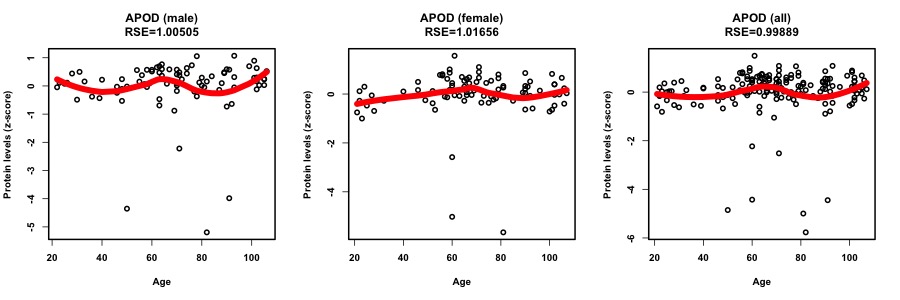 APOD (male)
RSE=1.00505
Protein levels (z-score)
1
0
-1
-2
-3
-4
-5
20 40 60 80 100
Age
APOD (female)
RSE=1.01656
Protein levels (z-score)
0
-2
-4
20 40 60 80 100
Age
APOD (all)
RSE=0.99889
Protein levels (z-score)
0
-2
-4
-6
20 40 60 80 100
Age